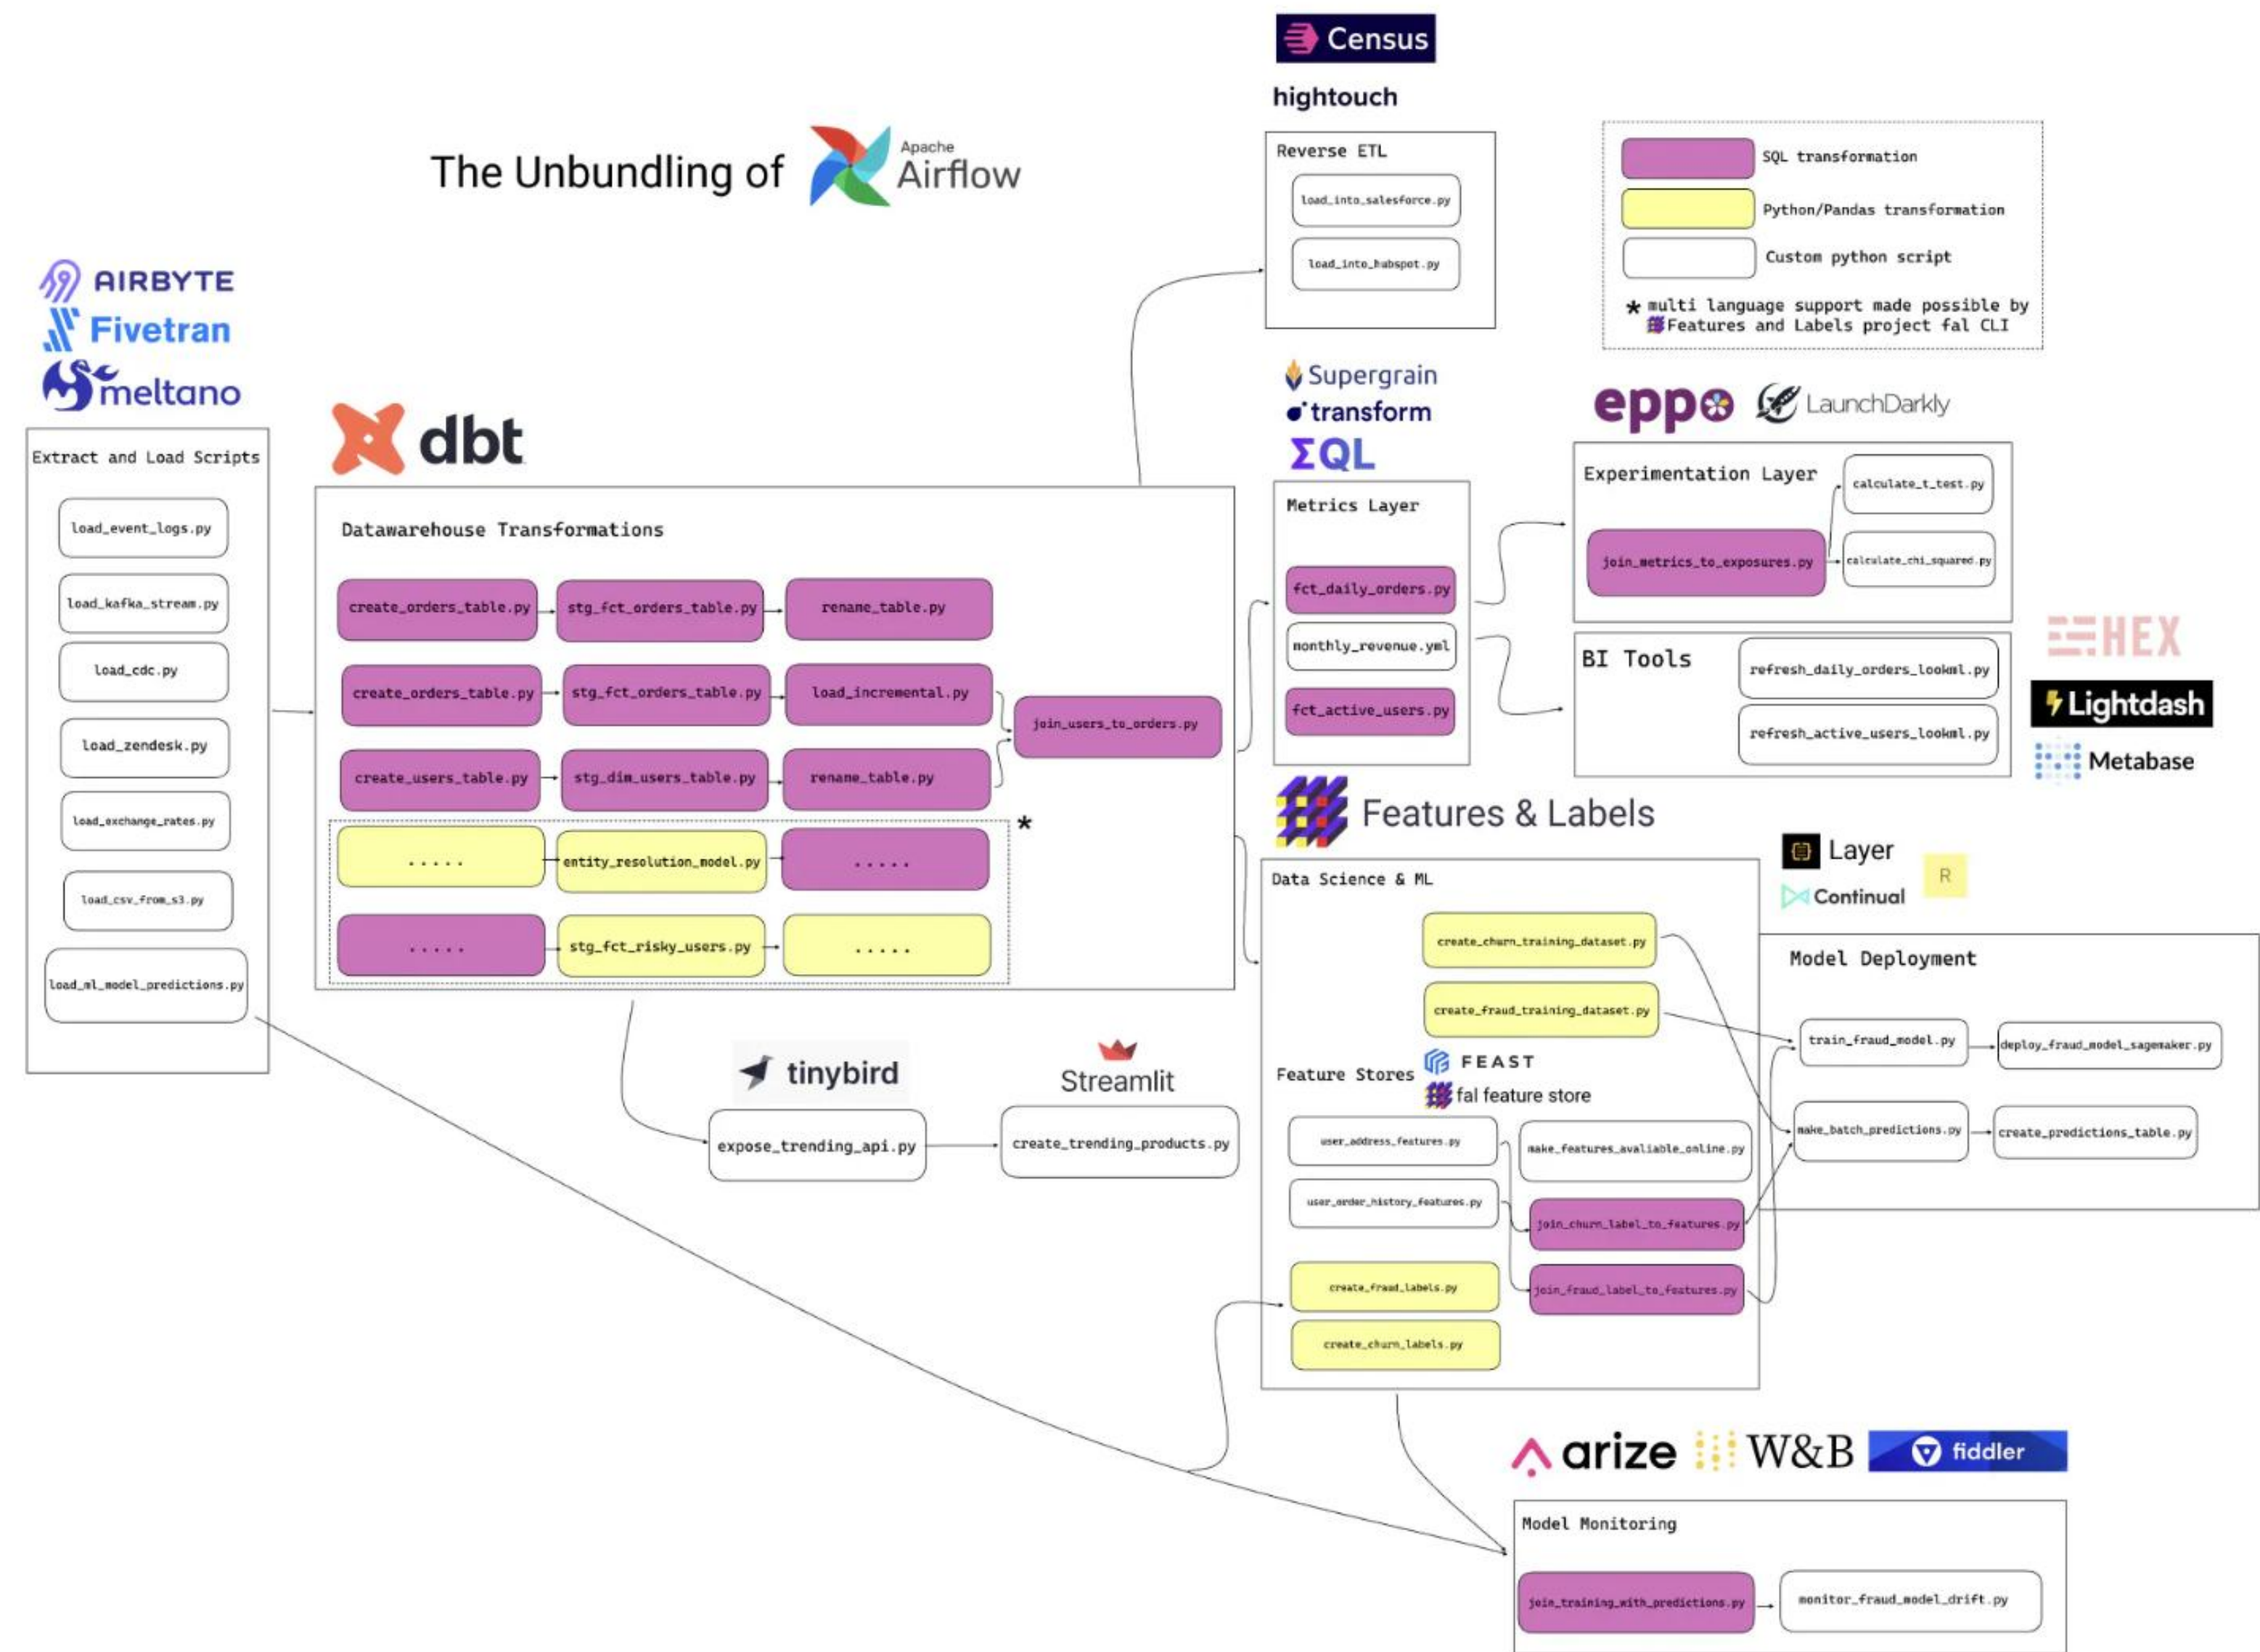 Census
hightouch
The Unbundling of Apache Airflow
Reverse ETL
load_into_salesforce.py
load_into_hubspot.py
SQL transformation
Python/Pandas transformation
Custom python script
* multi language support made possible by
Features and Labels project fal CLI
AIRBYTE
Fivetran
meltano
Extract and Load Scripts
load_event_logs.py
load_kafka_stream.py
load_cdc.py
load_zendesk.py
load_exchange_rates.py
load_csv_from_s3.py
load_ml_model_predictions.py
dbt
Datawarehouse Transformations
create_orders_table.py
stg_fct_orders_table.py
rename_table.py
create_orders_table.py
stg_fct_orders_table.py
load_incremental.py
join_users_to_orders.py
create_users_table.py
stg_dim_users_table.py
rename_table.py
*
.....
entity_resolution_model.py
.....
.....
stg_fct_risky_users.py
.....
Supergrain
transform
ΣQL
Metrics Layer
fct_daily_orders.py
monthly_revenue.yml
fct_active_users.py
eppo
LaunchDarkly
Experimentation Layer
calculate_t_test.py
join_metrics_to_exposures.py
calculate_chi_squared.py
BI Tools
refresh_daily_orders_lookml.py
refresh_active_users_lookml.py
HEX
Lightdash
Metabase
Features & Labels
Data Science & ML
create_churn_training_dataset.py
create_fraud_training_dataset.py
Feature Stores
FEAST
fal feature store
user_address_features.py
make_features_avaliable_online.py
user_order_history_features.py
join_churn_label_to_features.py
create_fraud_labels.py
join_fraud_label_to_features.py
create_churn_labels.py
Layer
Continual
R
Model Deployment
train_fraud_model.py
deploy_fraud_model_sagemaker.py
make_batch_predictions.py
create_predictions_table.py
tinybird
Streamlit
expose_trending_api.py
create_trending_products.py
arize
W&B
fiddler
Model Monitoring
join_training_with_predictions.py
monitor_fraud_model_drift.py